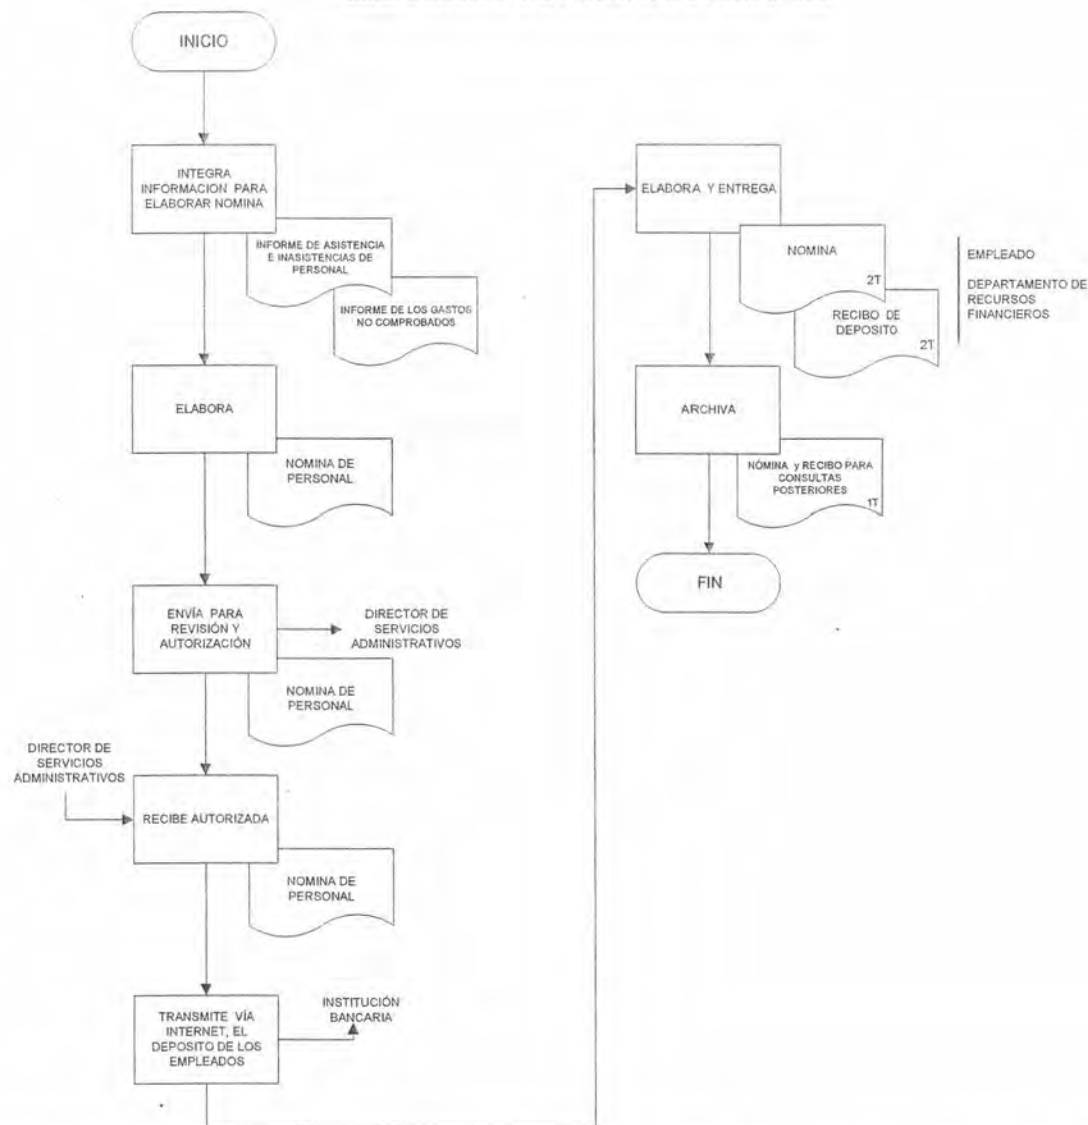 INICIO
INTEGRA
INFORMACION PARA
ELABORAR NOMINA
INFORME DE ASISTENCIA
E INASISTENCIAS DE
PERSONAL
INFORME DE LOS GASTOS
NO COMPROBADOS
ELABORA
NOMINA DE
PERSONAL
ENVÍA PARA
REVISIÓN Y
AUTORIZACIÓN
DIRECTOR DE
SERVICIOS
ADMINISTRATIVOS
NOMINA DE
PERSONAL
DIRECTOR DE
SERVICIOS
ADMINISTRATIVOS
RECIBE AUTORIZADA
NOMINA DE
PERSONAL
TRANSMITE VÍA
INTERNET, EL
DEPOSITO DE LOS
EMPLEADOS
INSTITUCIÓN
BANCARIA
ELABORA Y ENTREGA
NOMINA
2T
RECIBO DE
DEPOSITO
2T
EMPLEADO
DEPARTAMENTO DE
RECURSOS
FINANCIEROS
ARCHIVA
NÓMINA y RECIBO PARA
CONSULTAS
POSTERIORES
1T
FIN